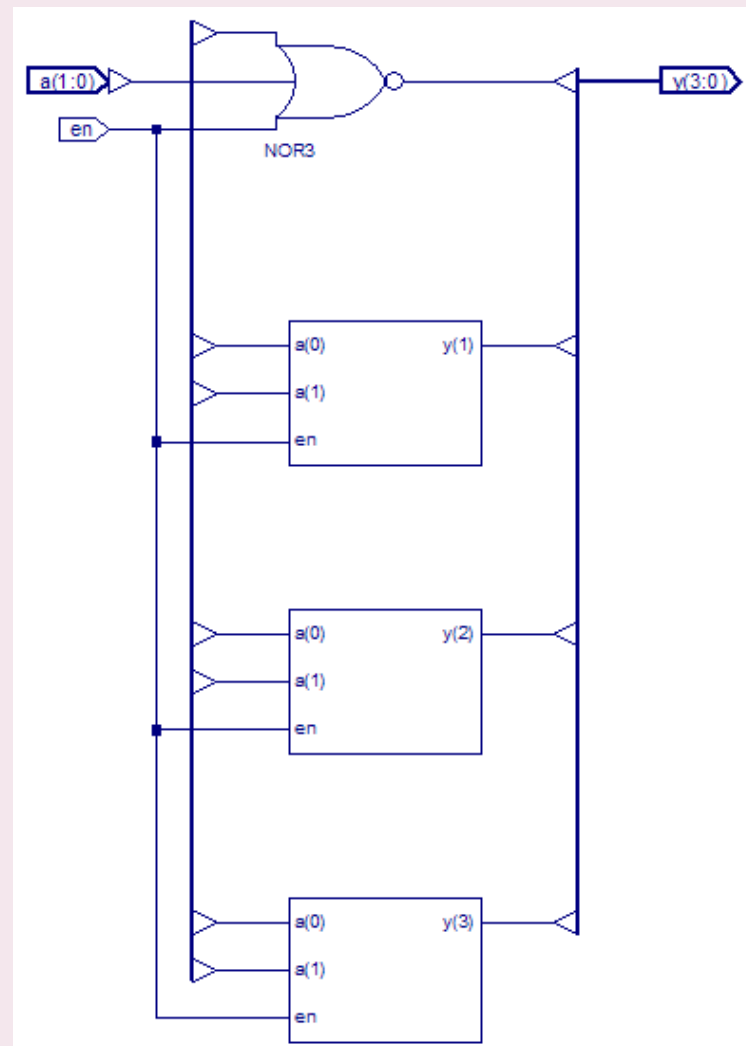 a(1:0)
y(3:0)
en
NOR3
a(0) y(1)
a(1)
en
a(0) y(2)
a(1)
en
a(0) y(3)
a(1)
en